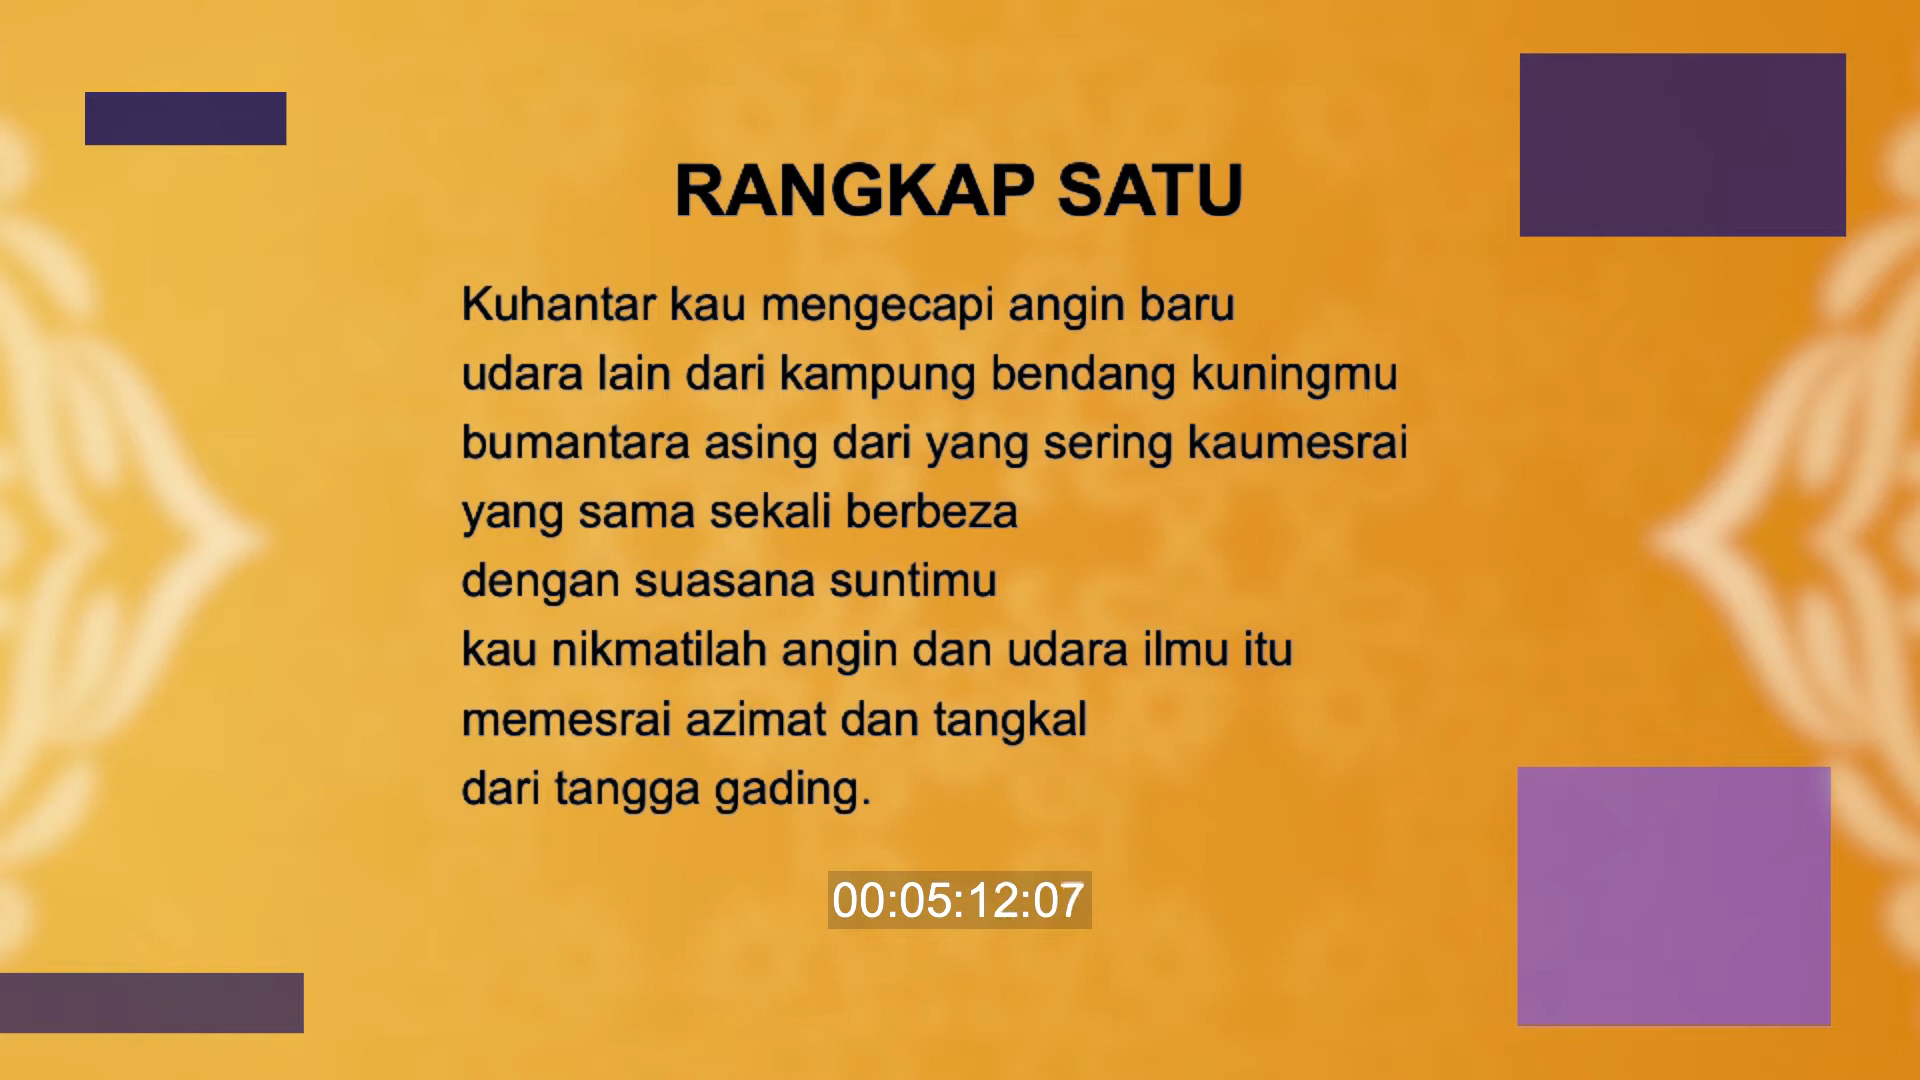 RANGKAP SATU
Kuhantar kau mengecapi angin baru
udara lain dari kampung bendang kuningmu
bumantara asing dari yang sering kaumesrai
yang sama sekali berbeza
dengan suasana suntimu
kau nikmatilah angin dan udara ilmu itu
memesrai azimat dan tangkal
dari tangga gading.
00:05:12:07